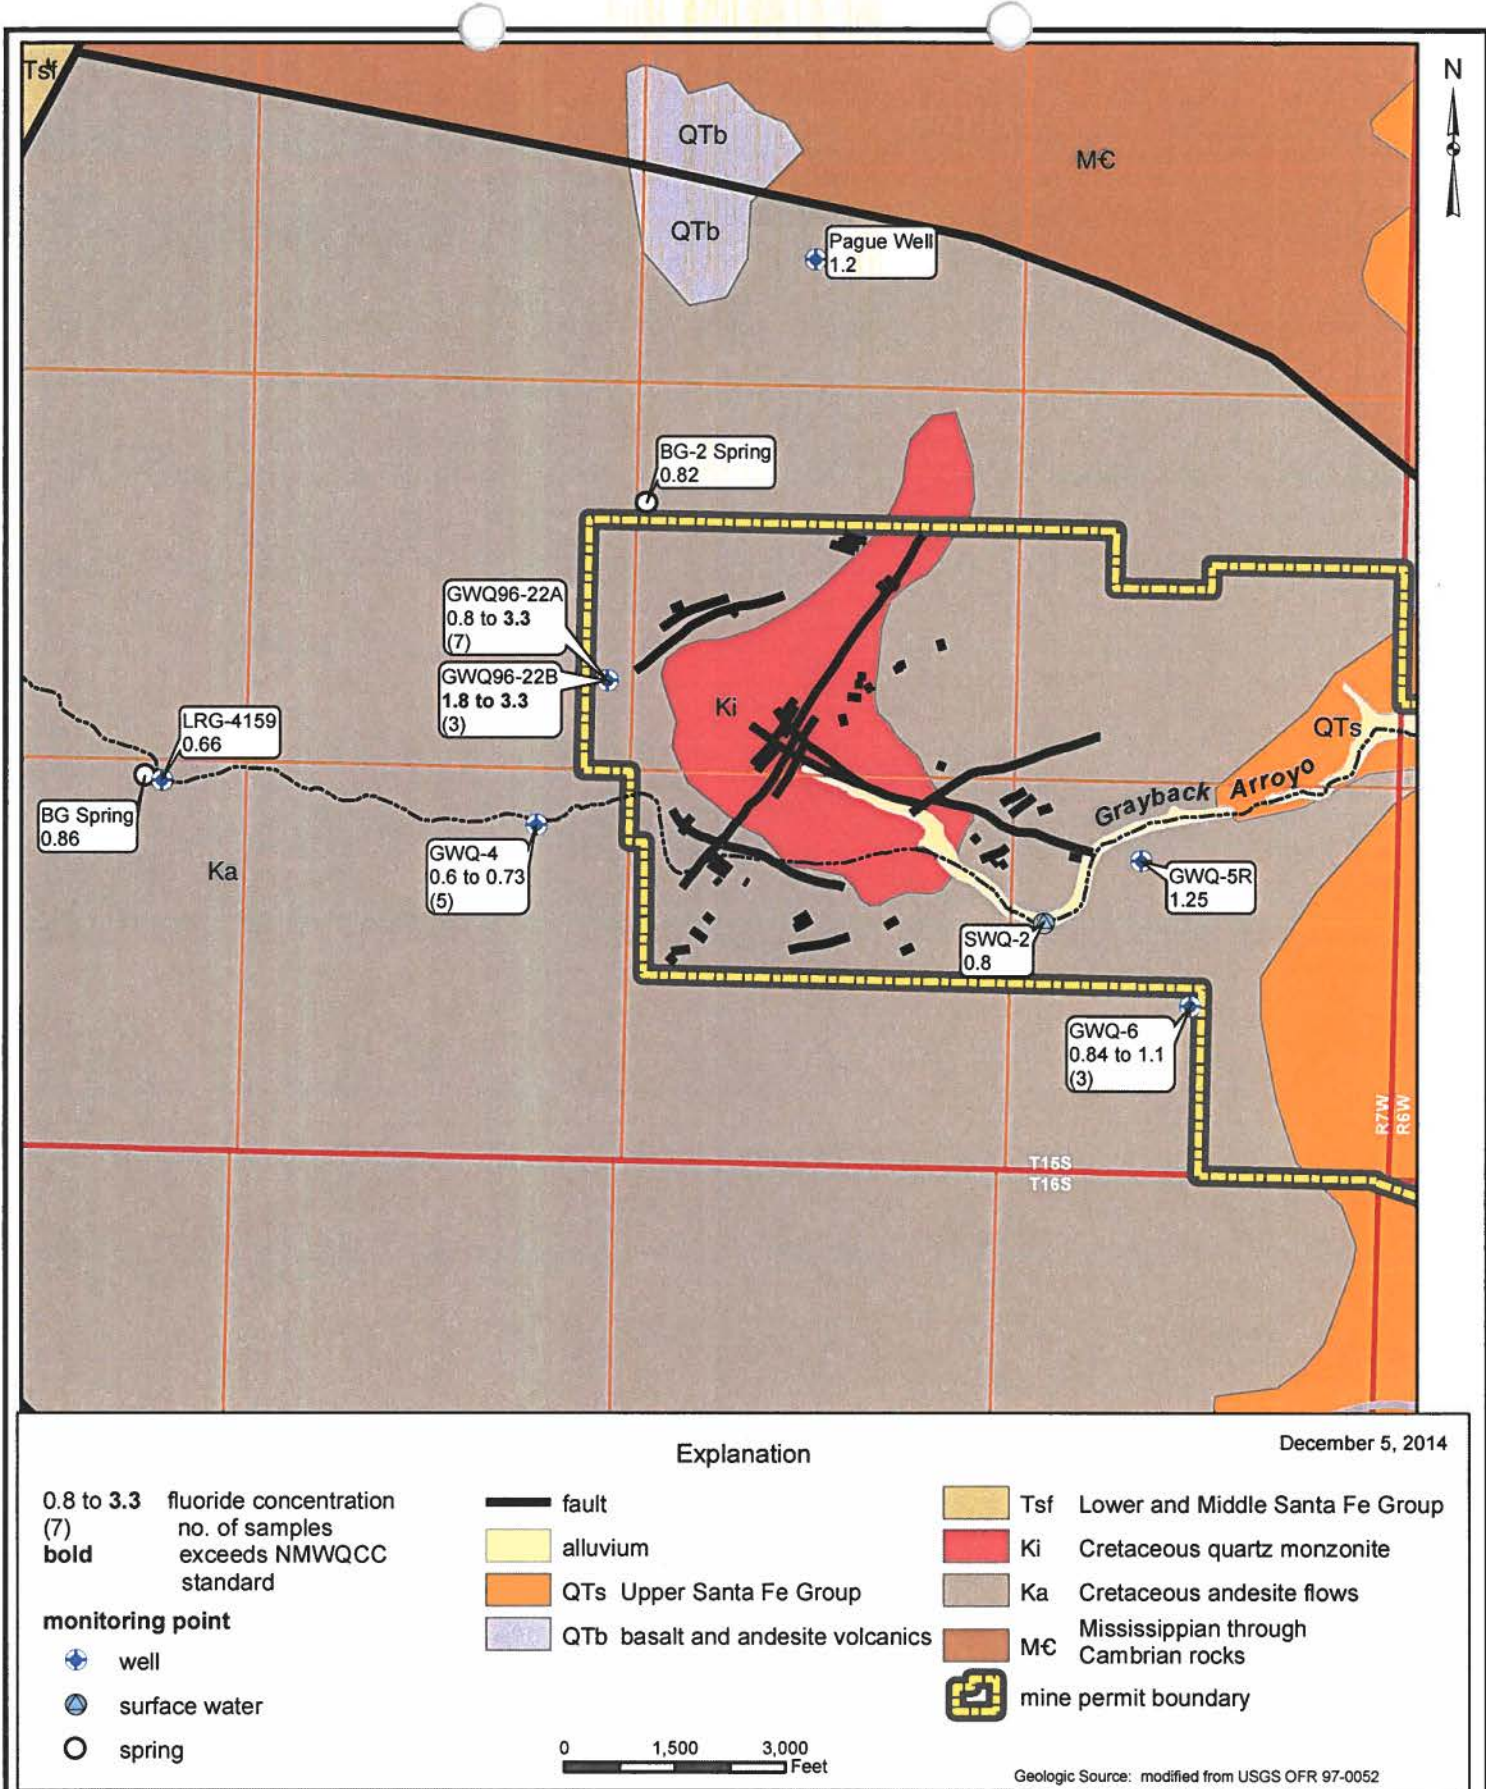 Tsf
N
QTb
M€
QTb
Pague Well
1.2
BG-2 Spring
0.82
GWQ96-22A
0.8 to 3.3
(7)
GWQ96-22B
1.8 to 3.3
(3)
Ki
LRG-4159
0.66
QTs
Grayback Arroyo
BG Spring
0.86
Ka
GWQ-4
0.6 to 0.73
(5)
GWQ-5R
1.25
SWQ-2
0.8
GWQ-6
0.84 to 1.1
(3)
R7W
R6W
T15S
T16S
Explanation
December 5, 2014
0.8 to 3.3 fluoride concentration
(7) no. of samples
bold exceeds NMWQCC
standard
monitoring point
well
surface water
spring
fault
alluvium
QTs Upper Santa Fe Group
QTb basalt and andesite volcanics
Tsf Lower and Middle Santa Fe Group
Ki Cretaceous quartz monzonite
Ka Cretaceous andesite flows
M€ Mississippian through
Cambrian rocks
mine permit boundary
0 1,500 3,000
Feet
Geologic Source: modified from USGS OFR 97-0052